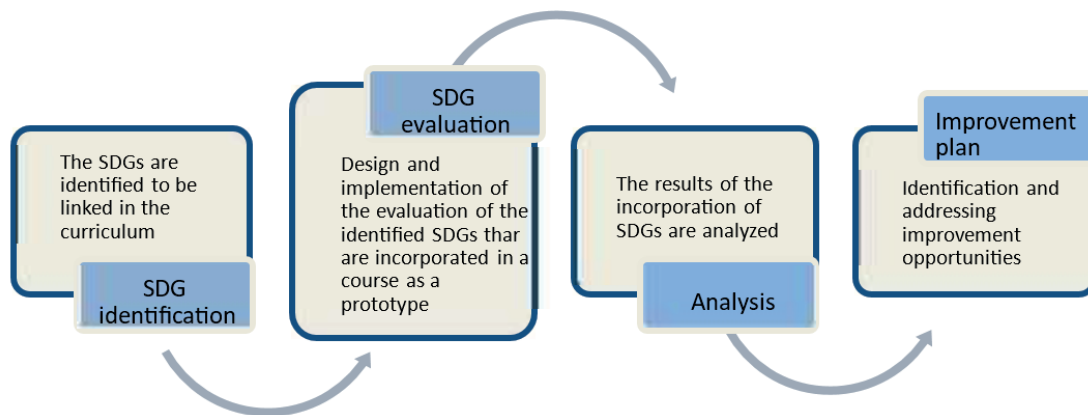 The SDGs are
identified to be
linked in the
curriculum
SDG
identification
SDG
evaluation
Design and
implementation of
the evaluation of the
identified SDGs thar
are incorporated in a
course as a
prototype
The results of the
incorporation of
SDGs are analyzed
Analysis
Improvement
plan
Identification and
addressing
improvement
opportunities